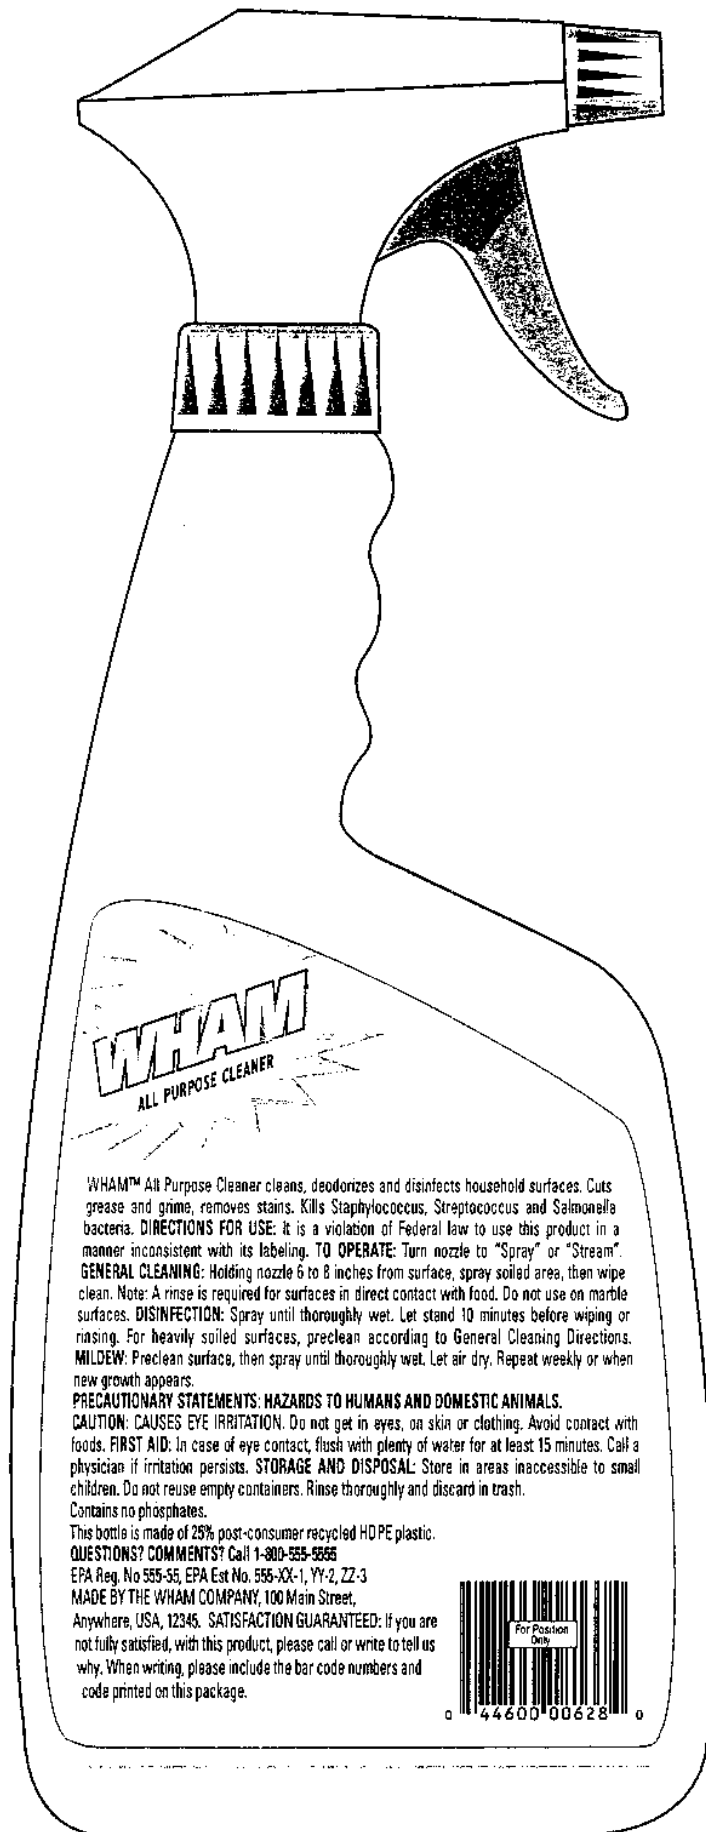 WHAM
ALL PURPOSE CLEANER
WHAM™ All Purpose Cleaner cleans, deodorizes and disinfects household surfaces. Cuts
grease and grime, removes stains. Kills Staphylococcus, Streptococcus and Salmonella
bacteria. DIRECTIONS FOR USE: It is a violation of Federal law to use this product in a
manner inconsistent with its labeling. TO OPERATE: Turn nozzle to "Spray" or "Stream".
GENERAL CLEANING: Holding nozzle 6 to 8 inches from surface, spray soiled area, then wipe
clean. Note: A rinse is required for surfaces in direct contact with food. Do not use on marble
surfaces. DISINFECTION: Spray until thoroughly wet. Let stand 10 minutes before wiping or
rinsing. For heavily soiled surfaces, preclean according to General Cleaning Directions.
MILDEW: Preclean surface, then spray until thoroughly wet. Let air dry. Repeat weekly or when
new growth appears.
PRECAUTIONARY STATEMENTS: HAZARDS TO HUMANS AND DOMESTIC ANIMALS.
CAUTION: CAUSES EYE IRRITATION. Do not get in eyes, on skin or clothing. Avoid contact with
foods. FIRST AID: In case of eye contact, flush with plenty of water for at least 15 minutes. Call a
physician if irritation persists. STORAGE AND DISPOSAL: Store in areas inaccessible to small
children. Do not reuse empty containers. Rinse thoroughly and discard in trash.
Contains no phosphates.
This bottle is made of 25% post-consumer recycled HDPE plastic.
QUESTIONS? COMMENTS? Call 1-800-555-5555
EPA Reg. No 555-55, EPA Est No. 555-XX-1, YY-2, ZZ-3
MADE BY THE WHAM COMPANY, 100 Main Street,
Anywhere, USA, 12345. SATISFACTION GUARANTEED: If you are
not fully satisfied, with this product, please call or write to tell us
why. When writing, please include the bar code numbers and
code printed on this package.
For Position
Only
0 44600 00628 0